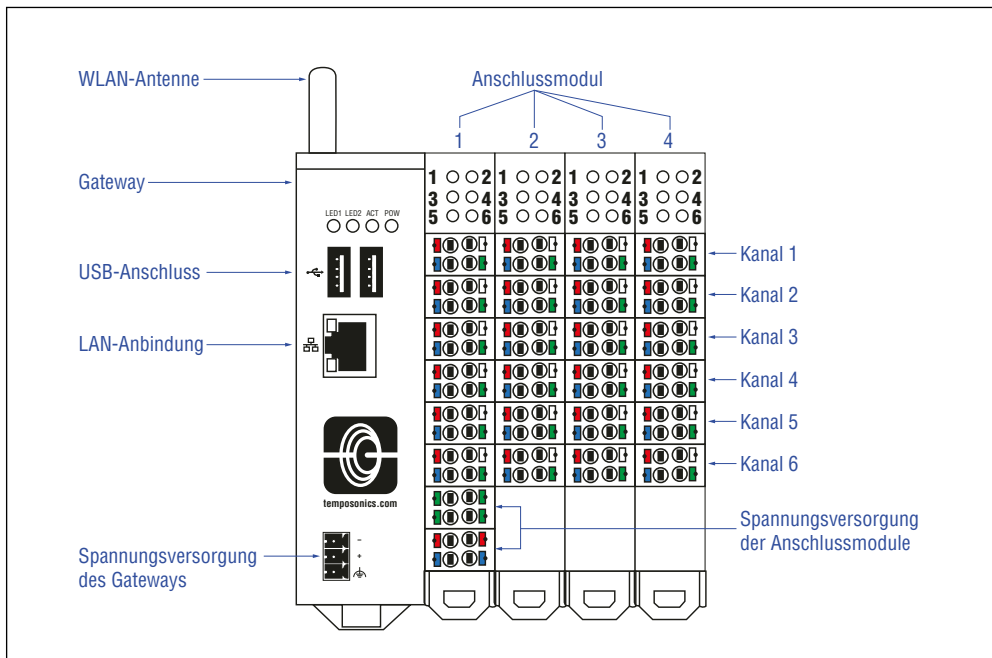 WLAN-Antenne
Anschlussmodul
1 2 3 4
Gateway
1 2 1 2 1 2 1 2
3 4 3 4 3 4 3 4
5 6 5 6 5 6 5 6
LED1 LED2 ACT POW
USB-Anschluss
LAN-Anbindung
Kanal 1
Kanal 2
Kanal 3
Kanal 4
Kanal 5
Kanal 6
temposonics.com
-
+
Spannungsversorgung
des Gateways
Spannungsversorgung
der Anschlussmodule